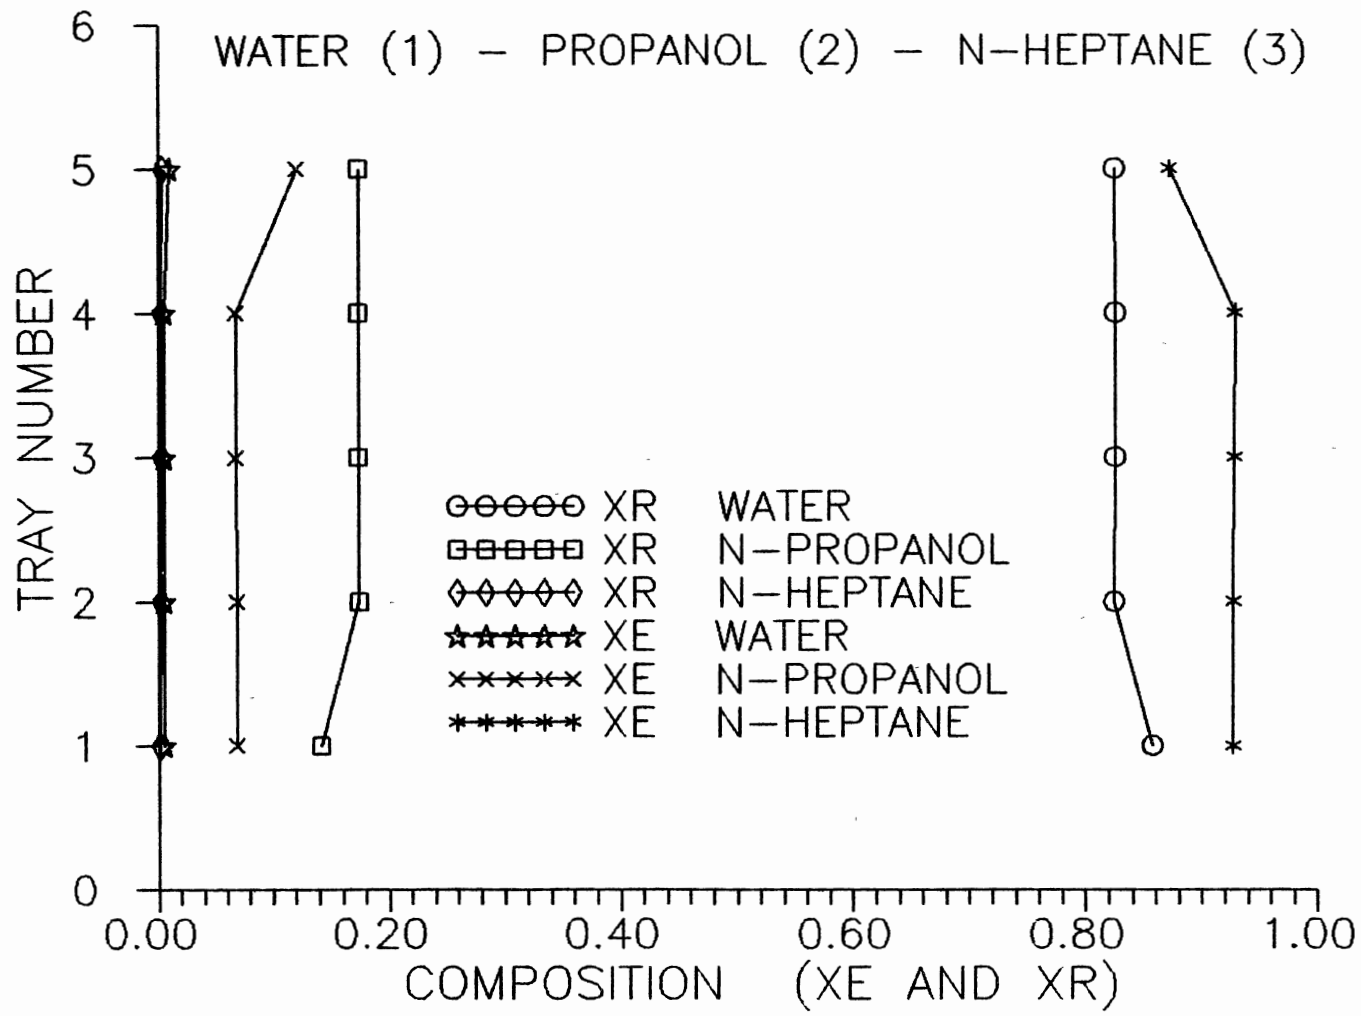 WATER (1) – PROPANOL (2) – N–HEPTANE (3)
6
5
4
3
2
1
0
TRAY NUMBER
XR WATER
XR N–PROPANOL
XR N–HEPTANE
XE WATER
XE N–PROPANOL
XE N–HEPTANE
0.00 0.20 0.40 0.60 0.80 1.00
COMPOSITION (XE AND XR)